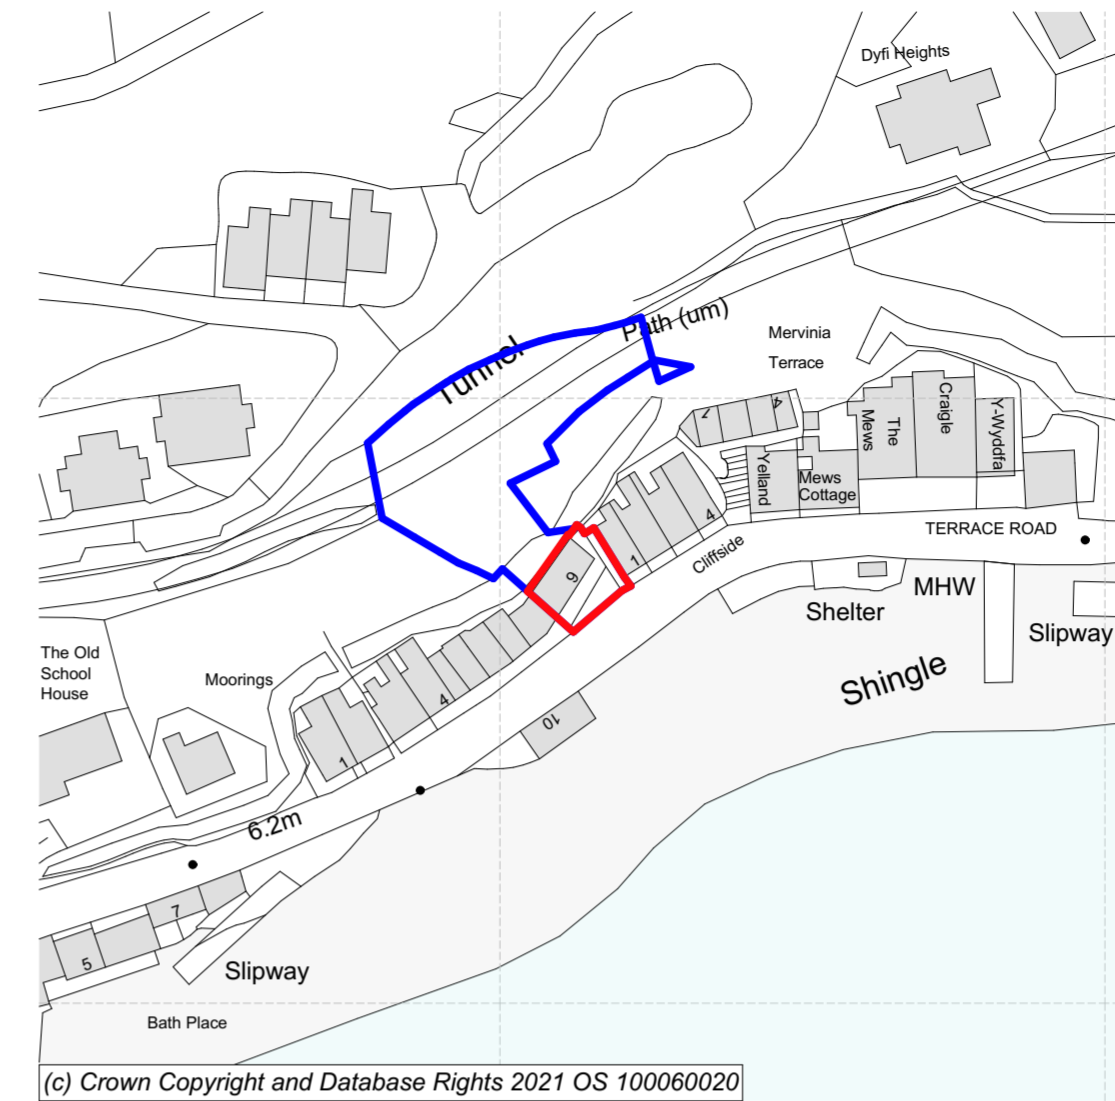 Dyfi Heights
Path (um)
Tunnel
Mervinia
Terrace
2
4
The
Mews
Craigle
Y-Wyddfa
Yelland
Mews
Cottage
4
1
TERRACE ROAD
Cliffside
MHW
9
Shelter
Slipway
The Old
School
House
Moorings
Shingle
4
10
1
6.2m
7
5
Slipway
Bath Place
(c) Crown Copyright and Database Rights 2021 OS 100060020